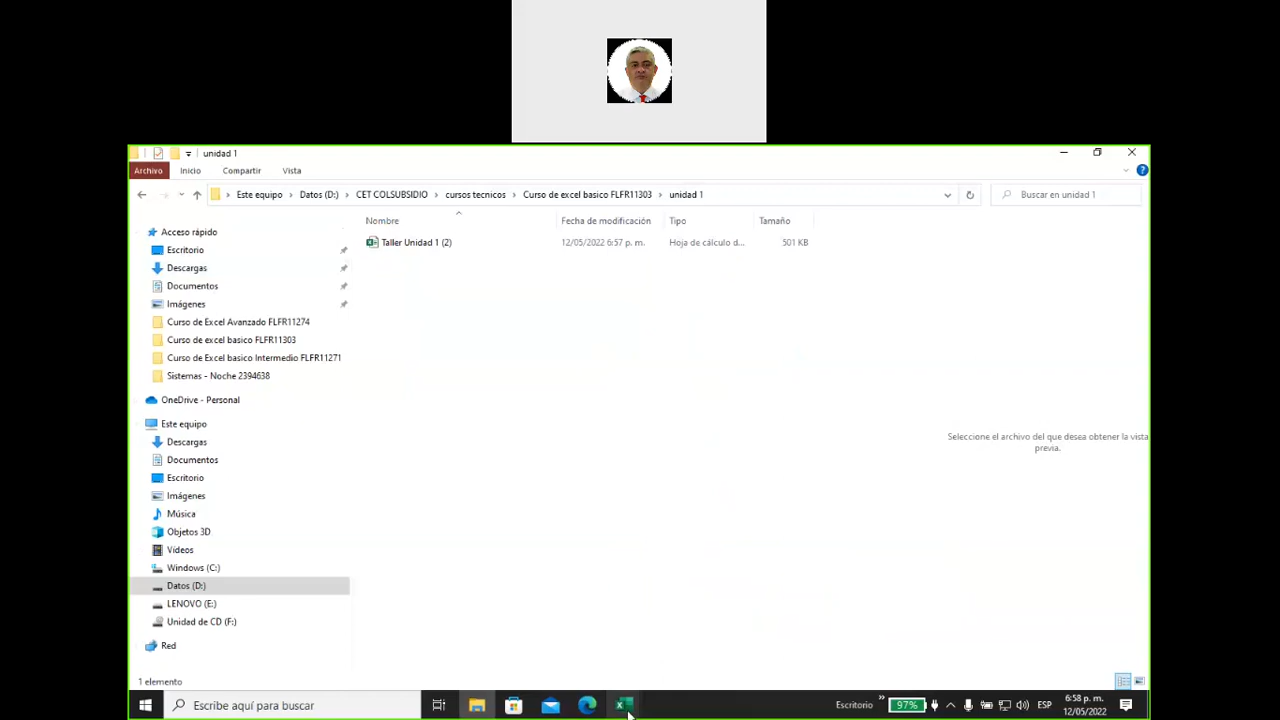 unidad 1
Archivo Inicio Compartir Vista
Este equipo Datos (D:) CET COLSUBSIDIO cursos tecnicos Curso de excel basico FLFR11303 unidad 1 Buscar en unidad 1
Nombre Fecha de modificación Tipo Tamaño
Taller Unidad 1 (2) 12/05/2022 6:57 p. m. Hoja de cálculo d... 501 KB
Acceso rápido
Escritorio
Descargas
Documentos
Imágenes
Curso de Excel Avanzado FLFR11274
Curso de excel basico FLFR11303
Curso de Excel basico Intermedio FLFR11271
Sistemas - Noche 2394638
OneDrive - Personal
Este equipo
Descargas
Documentos
Escritorio
Imágenes
Música
Objetos 3D
Vídeos
Windows (C:)
Datos (D:)
LENOVO (E:)
Unidad de CD (F:)
Red
Seleccione el archivo del que desea obtener la vista
previa.
1 elemento
Escribe aquí para buscar
Escritorio » 97% ESP
6:58 p. m.
12/05/2022